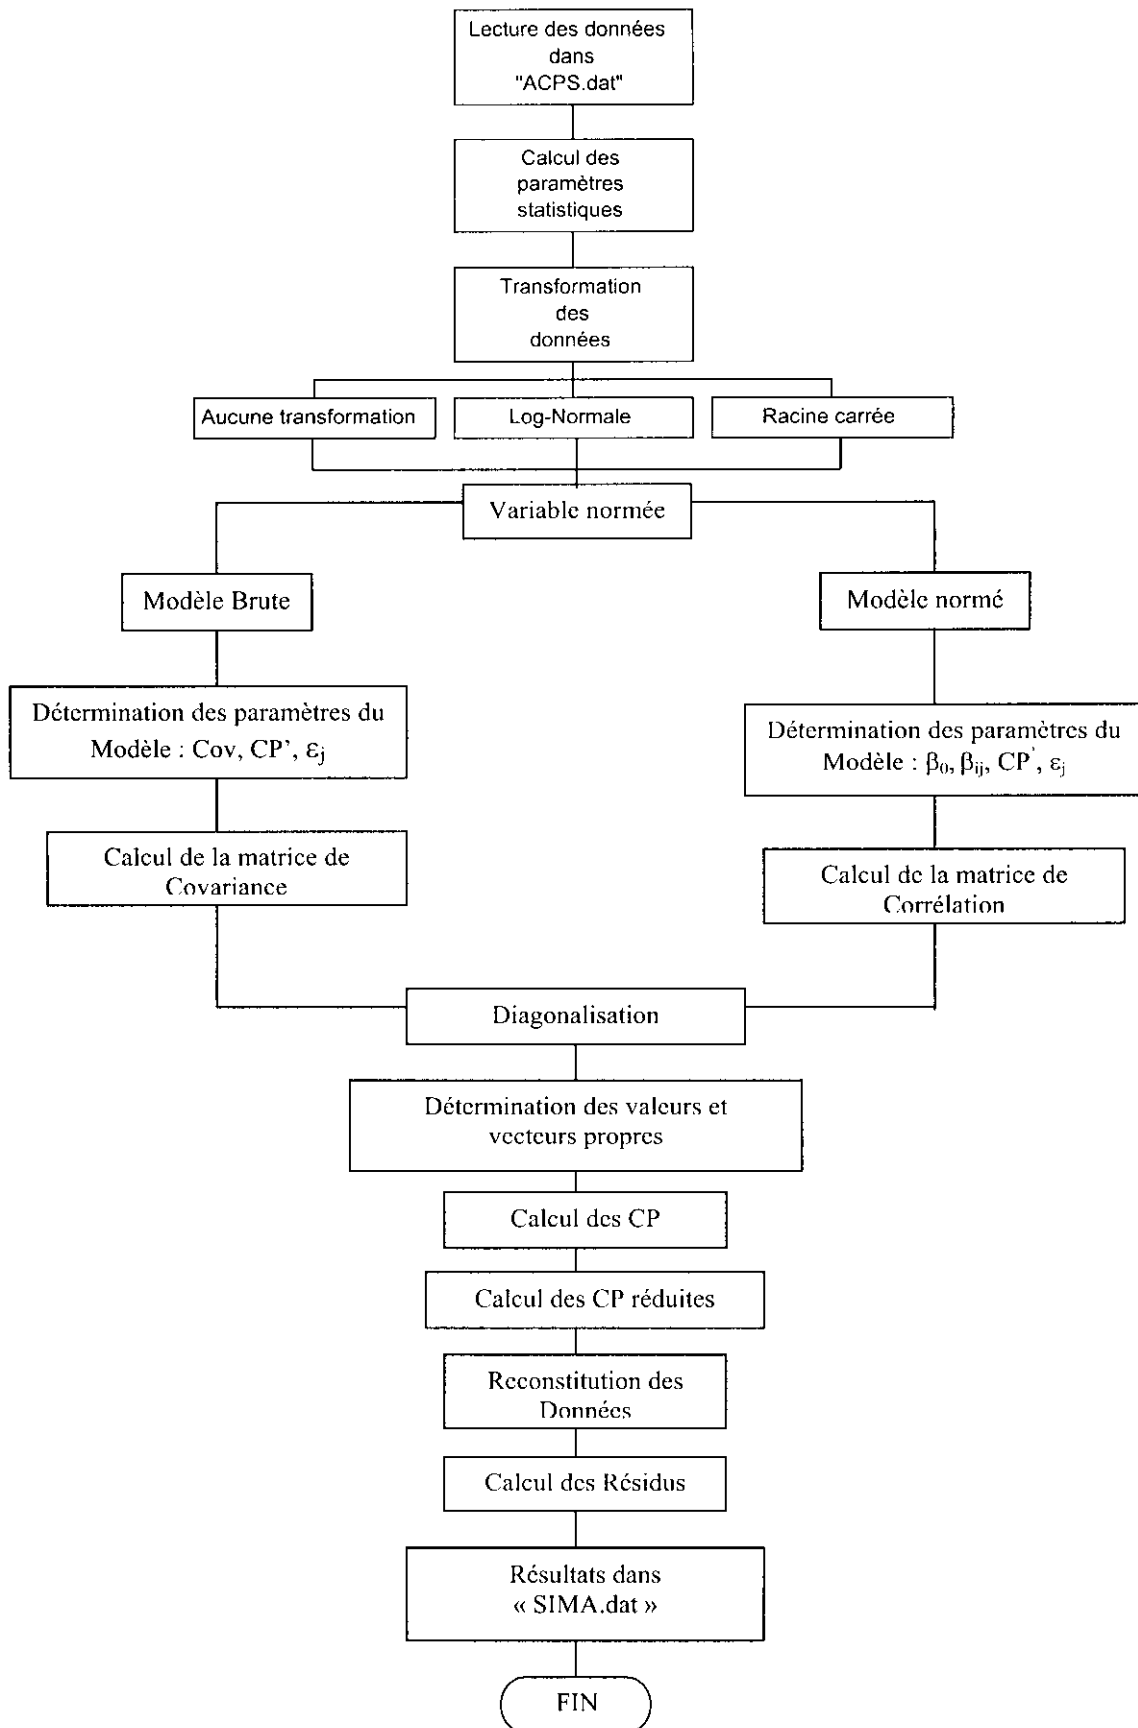 Lecture des données
dans
"ACPS.dat"
Calcul des
paramètres
statistiques
Transformation
des
données
Aucune transformation
Log-Normale
Racine carrée
Variable normée
Modèle Brute
Modèle normé
Détermination des paramètres du
Modèle : Cov, CP’, εj
Détermination des paramètres du
Modèle : β0, βij, CP', εj
Calcul de la matrice de
Covariance
Calcul de la matrice de
Corrélation
Diagonalisation
Détermination des valeurs et
vecteurs propres
Calcul des CP
Calcul des CP réduites
Reconstitution des
Données
Calcul des Résidus
Résultats dans
« SIMA.dat »
FIN